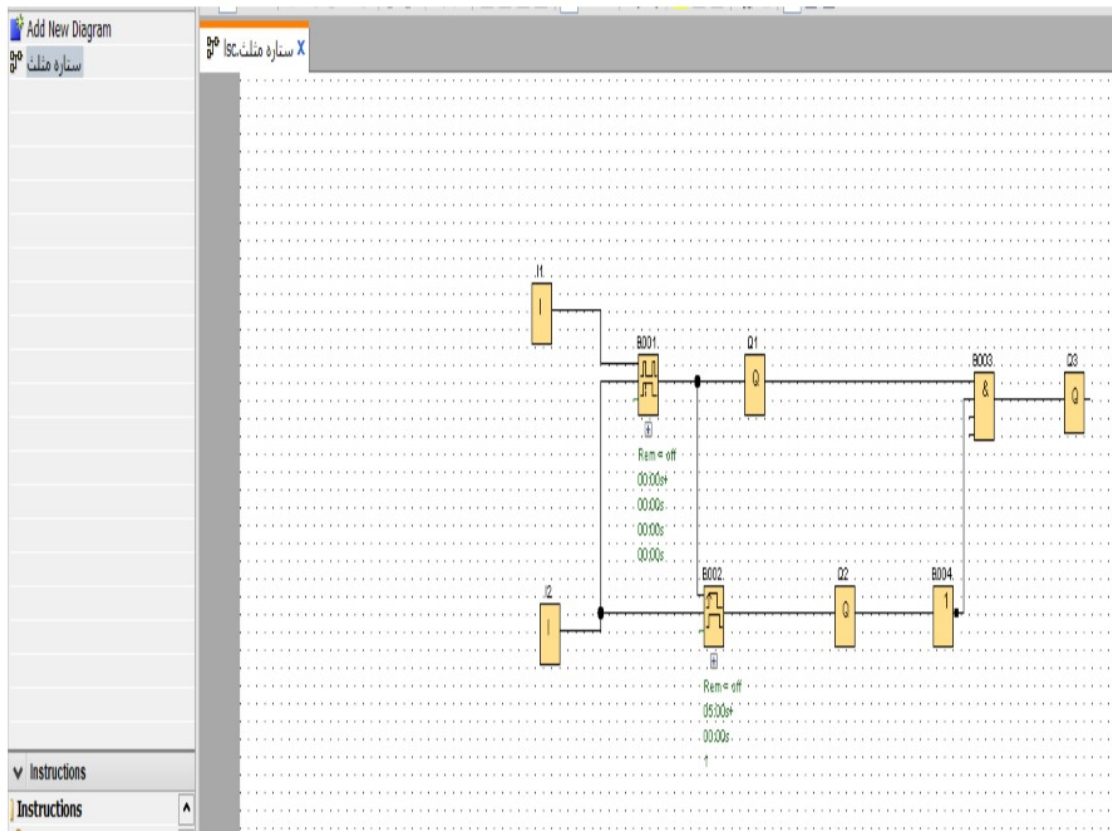 Add New Diagram
ستاره مثلث
ستاره مثلث.lsc X
I1
I
B001
Q1
Q
B003
&
Q3
Q
+
Rem = off
00:00s+
00:00s
00:00s
00:00s
I2
I
B002
Q2
Q
B004
1
+
Rem = off
05:00s+
00:00s
1
Instructions
Instructions